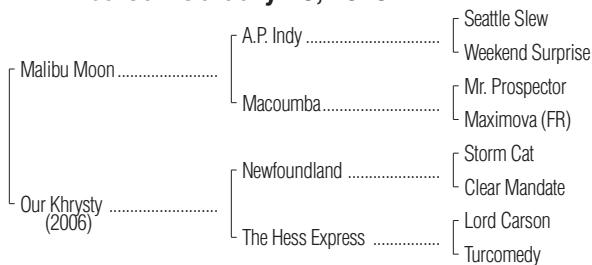 A.P. Indy
Seattle Slew
Weekend Surprise
Malibu Moon
Macoumba
Mr. Prospector
Maximova (FR)
Newfoundland
Storm Cat
Clear Mandate
Our Khrysty
(2006)
The Hess Express
Lord Carson
Turcomedy